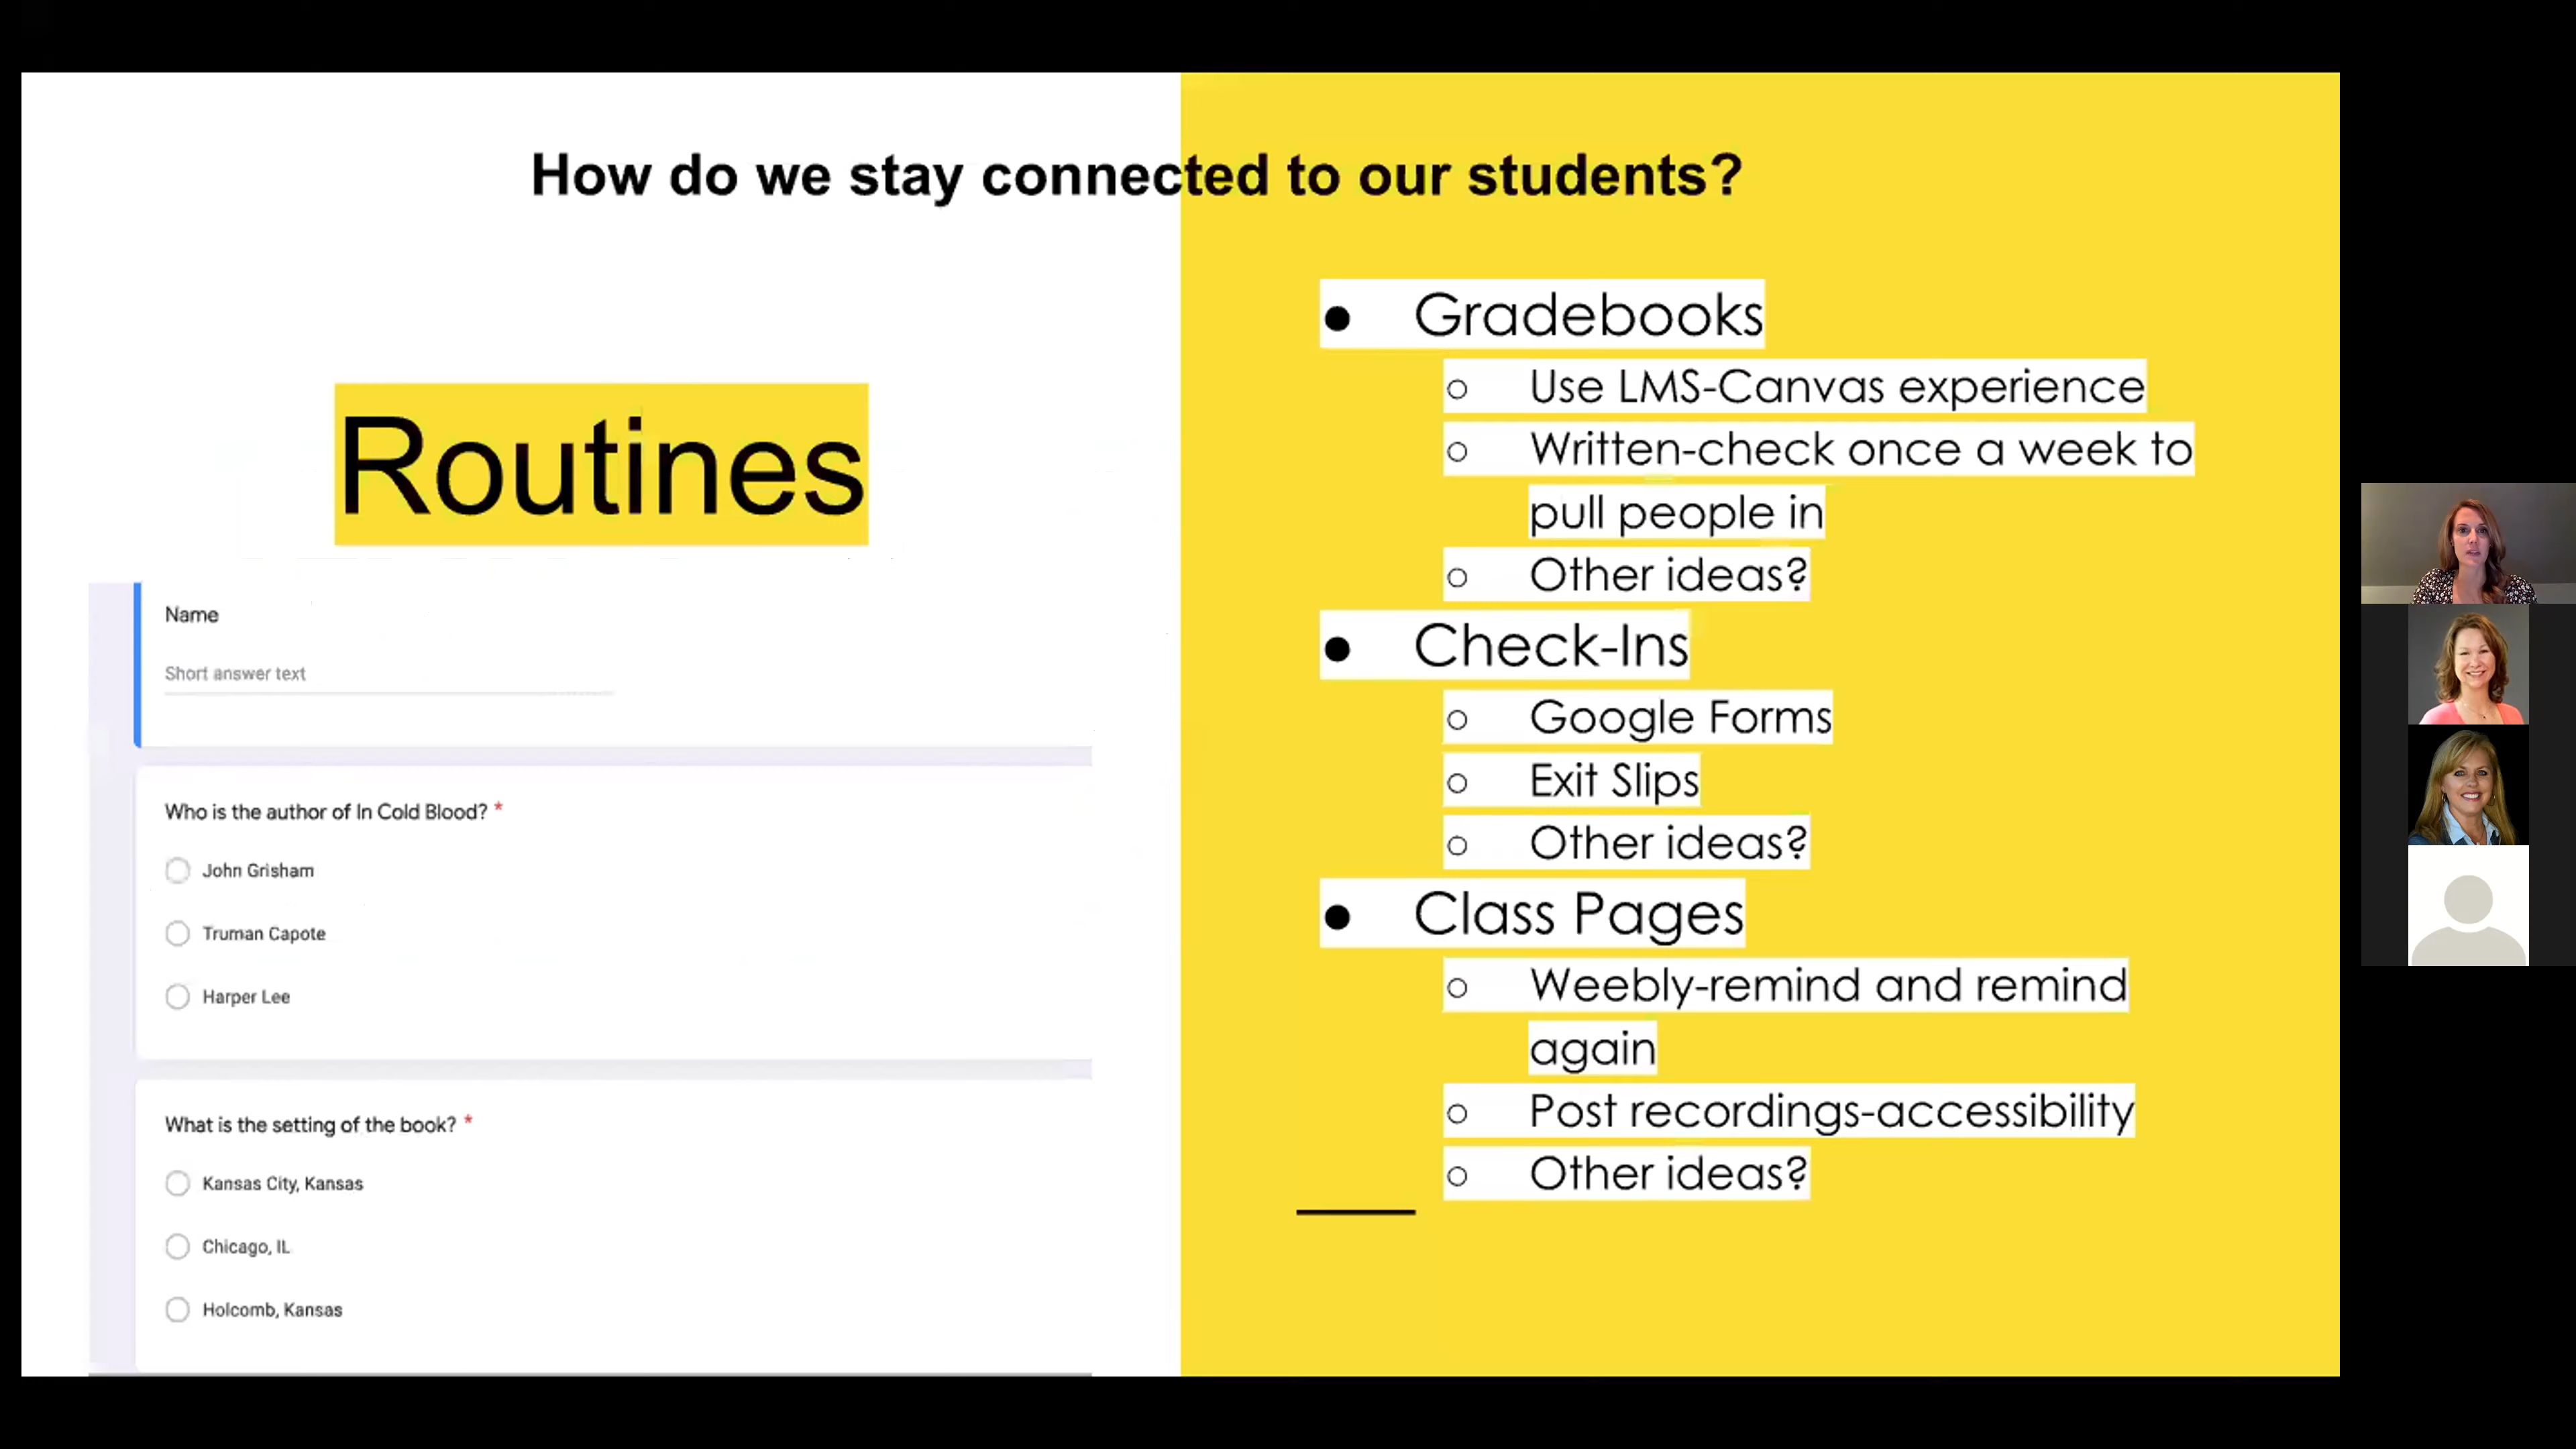 How do we stay connected to our students?
Routines
Name
Short answer text
Who is the author of In Cold Blood? *
John Grisham
Truman Capote
Harper Lee
What is the setting of the book? *
Kansas City, Kansas
Chicago, IL
Holcomb, Kansas
● Gradebooks
○ Use LMS-Canvas experience
○ Written-check once a week to
pull people in
○ Other ideas?
● Check-Ins
○ Google Forms
○ Exit Slips
○ Other ideas?
● Class Pages
○ Weebly-remind and remind
again
○ Post recordings-accessibility
○ Other ideas?